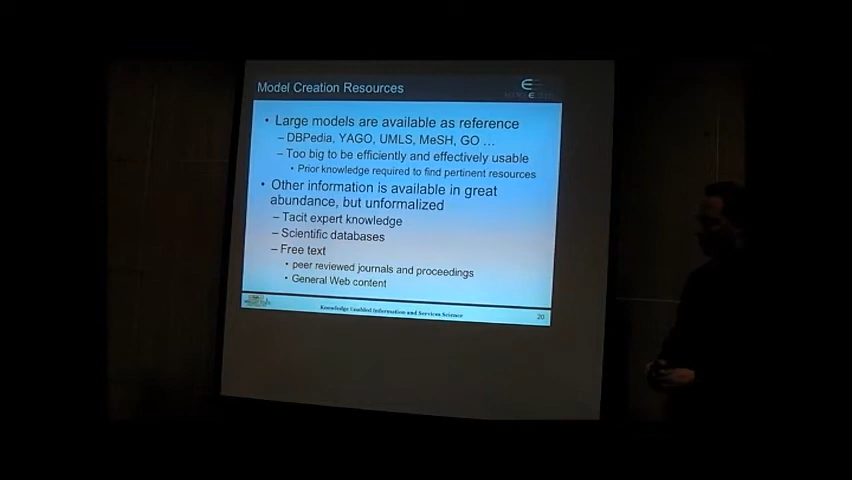 Model Creation Resources
• Large models are available as reference
– DBPedia, YAGO, UMLS, MeSH, GO ...
– Too big to be efficiently and effectively usable
• Prior knowledge required to find pertinent resources
• Other information is available in great
abundance, but unformalized
– Tacit expert knowledge
– Scientific databases
– Free text
• peer reviewed journals and proceedings
• General Web content
Knowledge Enabled Information and Services Science
20